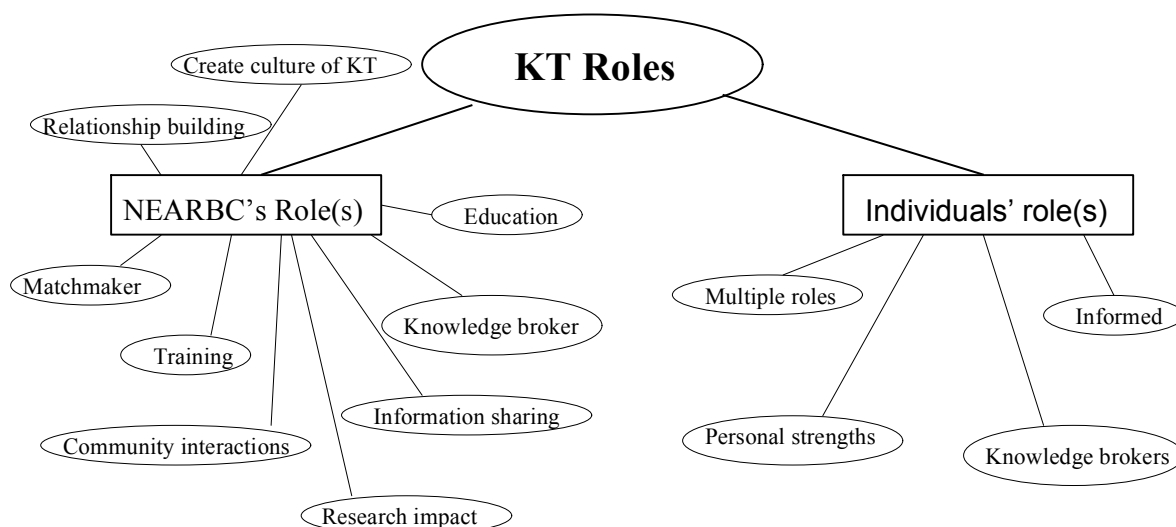 KT Roles
Create culture of KT
Relationship building
NEARBC's Role(s)
Education
Matchmaker
Training
Knowledge broker
Information sharing
Community interactions
Research impact
Individuals' role(s)
Multiple roles
Informed
Personal strengths
Knowledge brokers